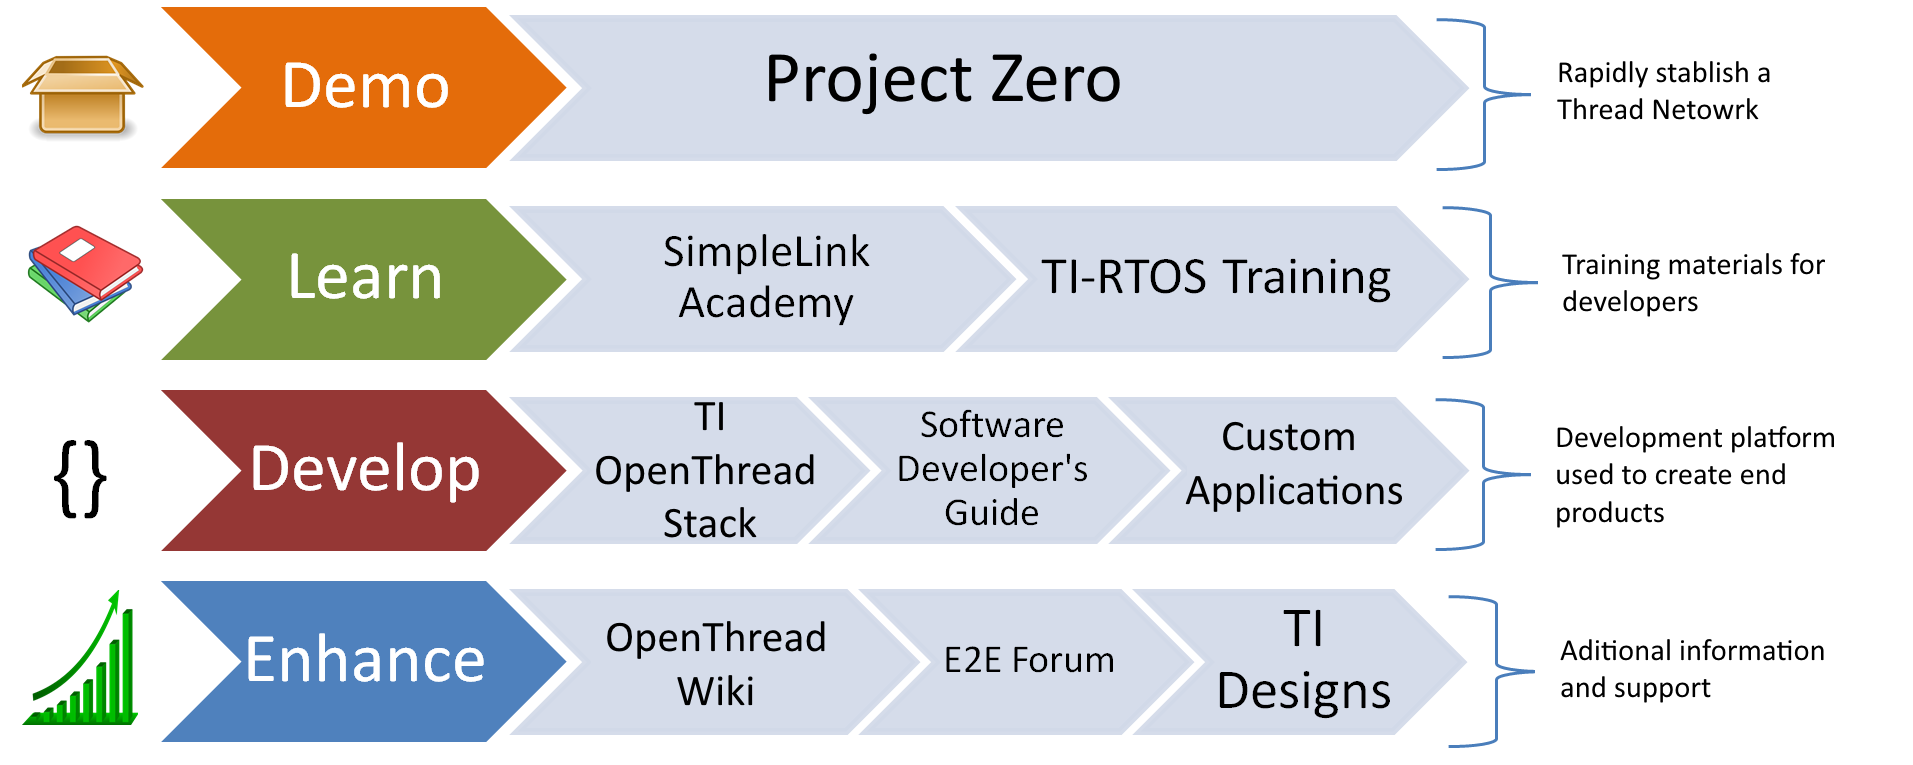 Demo
Project Zero
Rapidly stablish a
Thread Netowrk
Learn
SimpleLink
Academy
TI-RTOS Training
Training materials for
developers
{}
Develop
TI
OpenThread
Stack
Software
Developer's
Guide
Custom
Applications
Development platform
used to create end
products
Enhance
OpenThread
Wiki
E2E Forum
TI
Designs
Aditional information
and support